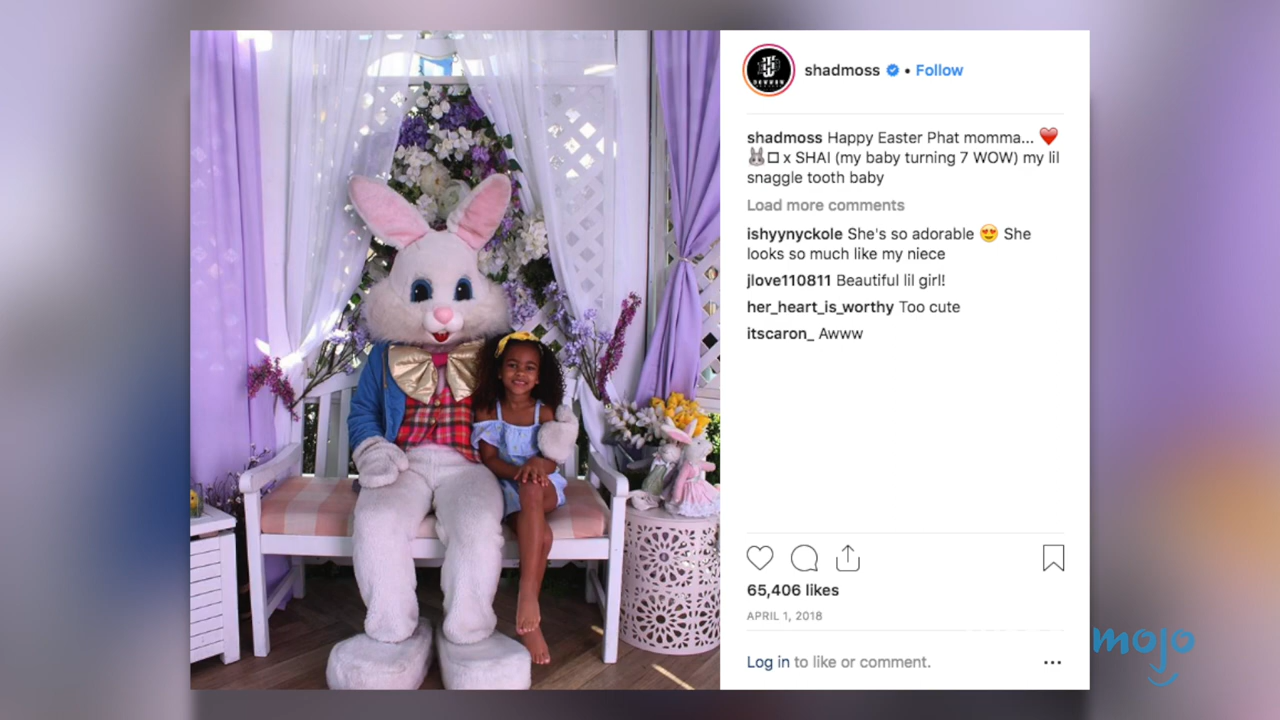 shadmoss • Follow
shadmoss Happy Easter Phat momma... ❤️
🐰□ x SHAI (my baby turning 7 WOW) my lil
snaggle tooth baby
Load more comments
ishyynyckole She's so adorable 😍 She
looks so much like my niece
jlove110811 Beautiful lil girl!
her_heart_is_worthy Too cute
itscaron_ Awww
65,406 likes
APRIL 1, 2018
Log in to like or comment.
mojo